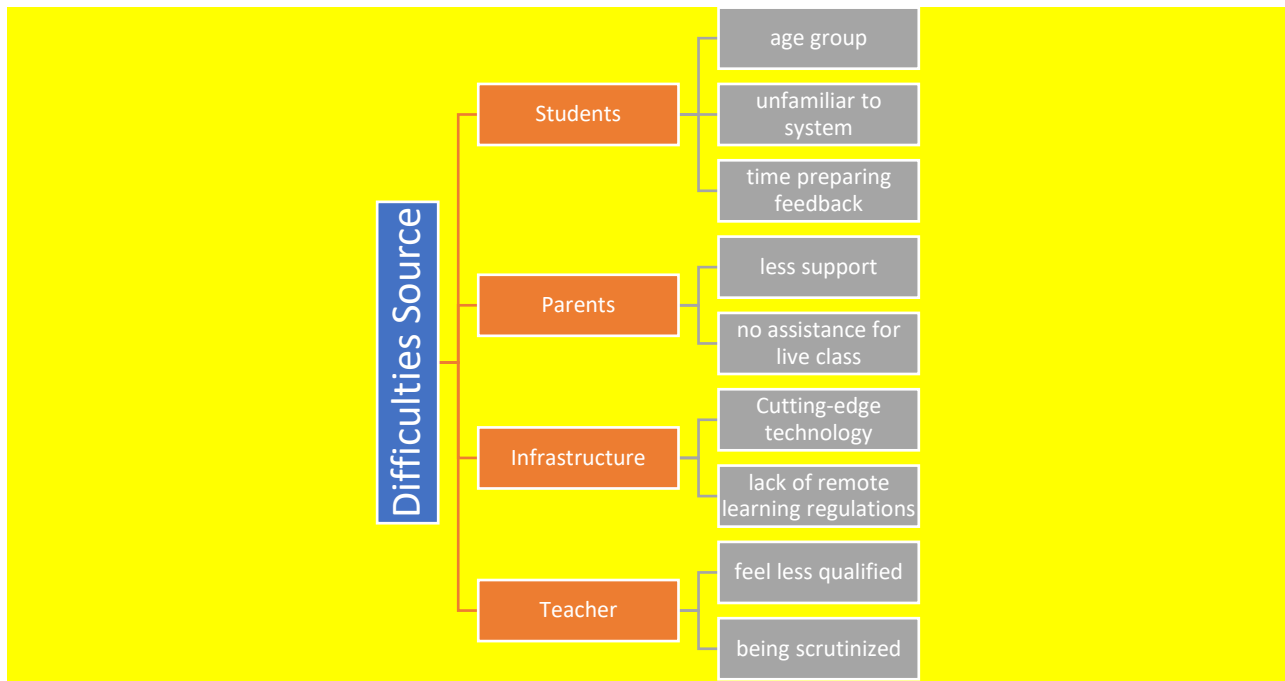 Difficulties Source
Students
age group
unfamiliar to
system
time preparing
feedback
Parents
less support
no assistance for
live class
Infrastructure
Cutting-edge
technology
lack of remote
learning regulations
Teacher
feel less qualified
being scrutinized